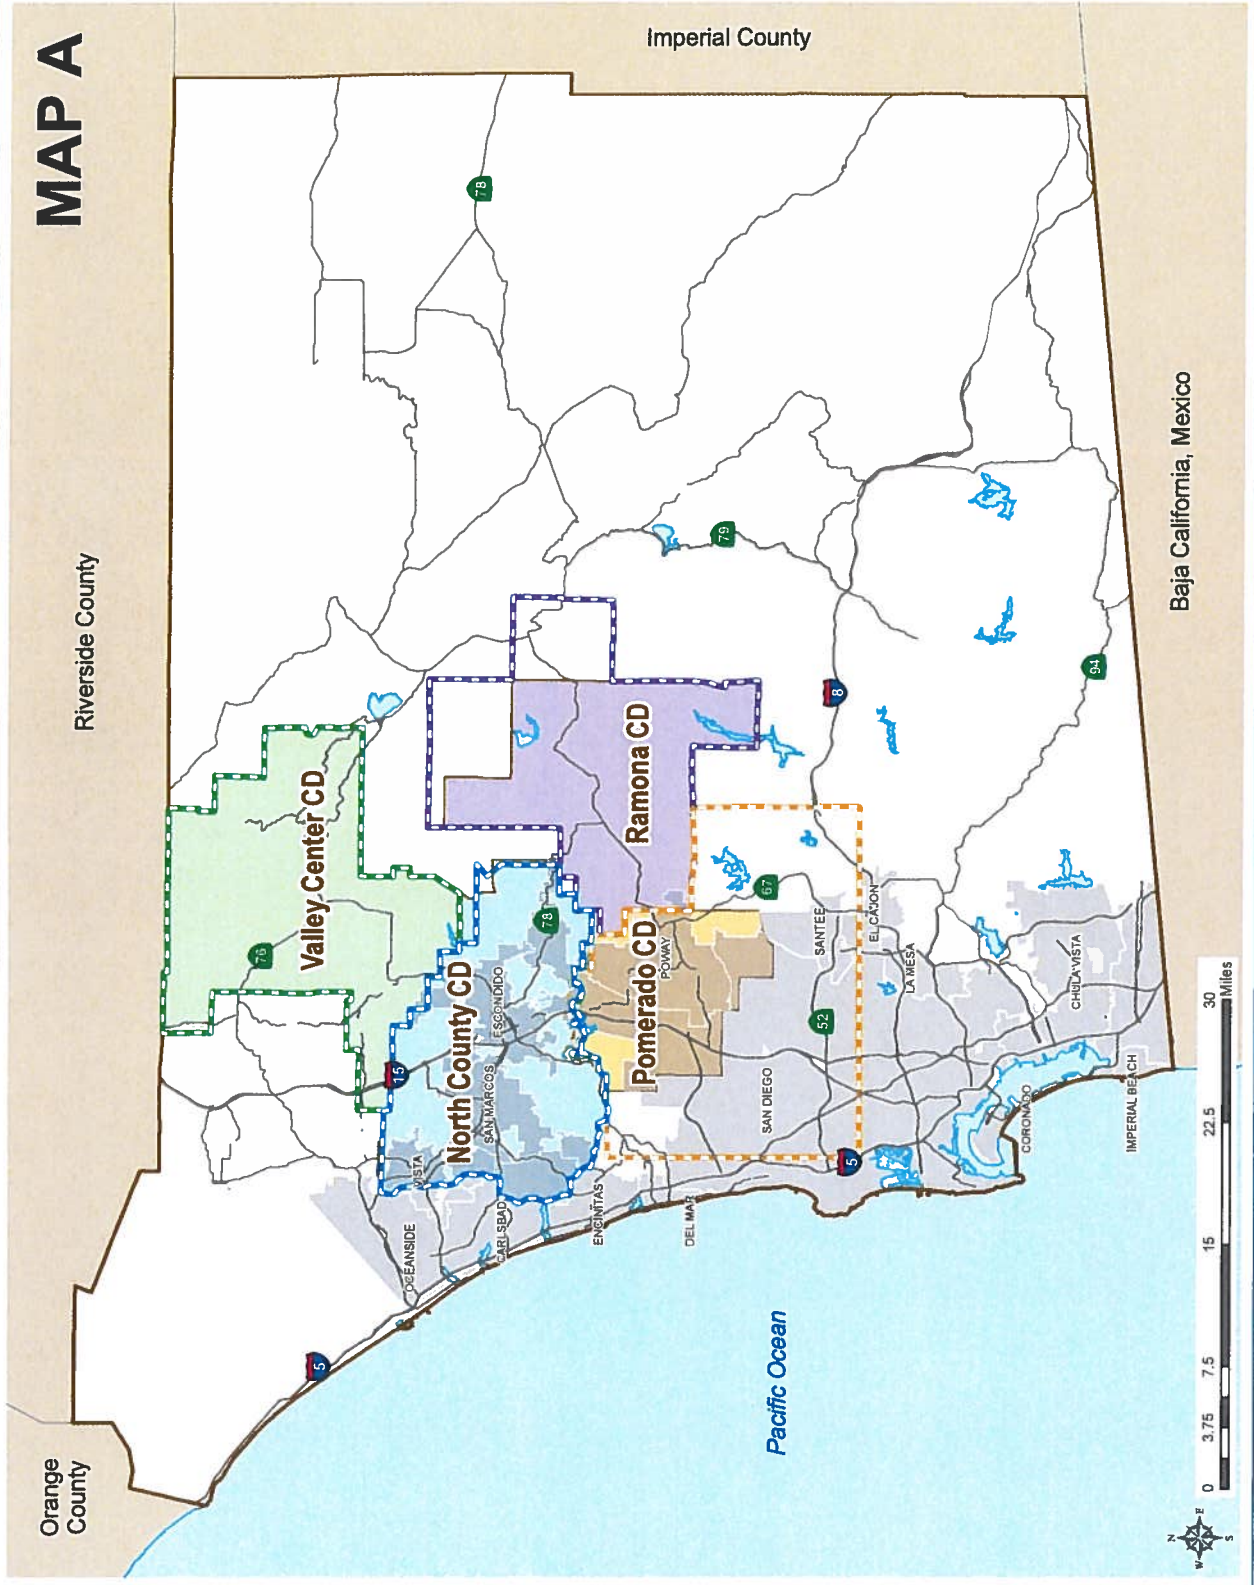 MAP A
Orange
County
Riverside County
Imperial County
Baja California, Mexico
Pacific Ocean
Valley Center CD
North County CD
Ramona CD
Pomerado CD
76
78
78
79
15
5
67
8
52
5
94
VISTA
SAN MARCOS
ESCONDIDO
OCEANSIDE
CARLSBAD
ENCINITAS
DEL MAR
POWAY
SAN DIEGO
SANTEE
EL CAJON
LA MESA
CORONADO
CHULA VISTA
IMPERIAL BEACH
N
W
E
S
0 3.75 7.5 15 22.5 30
Miles